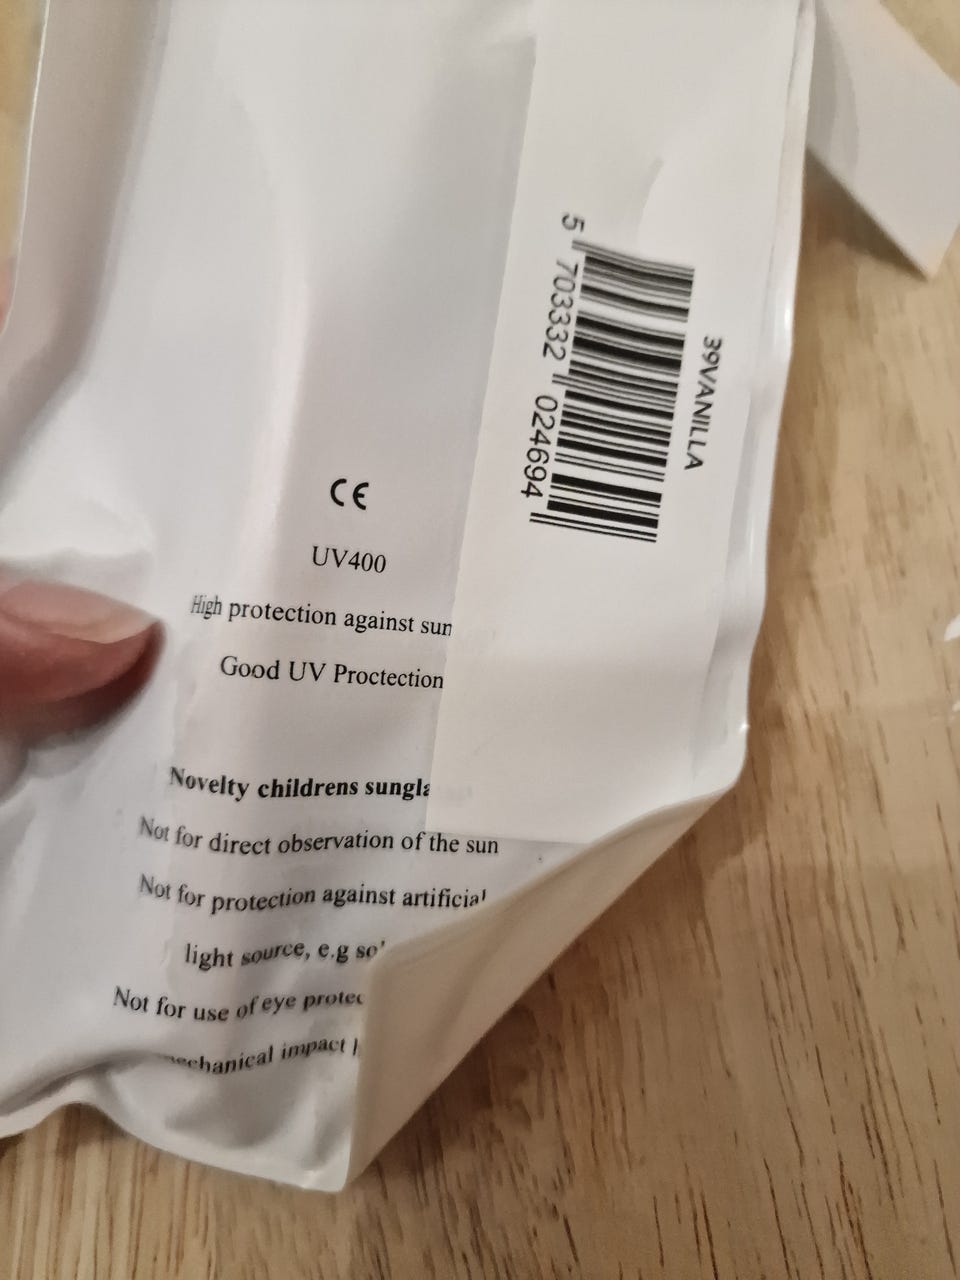 39VANILLA
5 703332 024694
CE
UV400
High protection against sun
Good UV Proctection
Novelty childrens
Not for direct observation of the sun
Not for protection against artificial
light source, e.g
Not for use of eye
mechanical impact